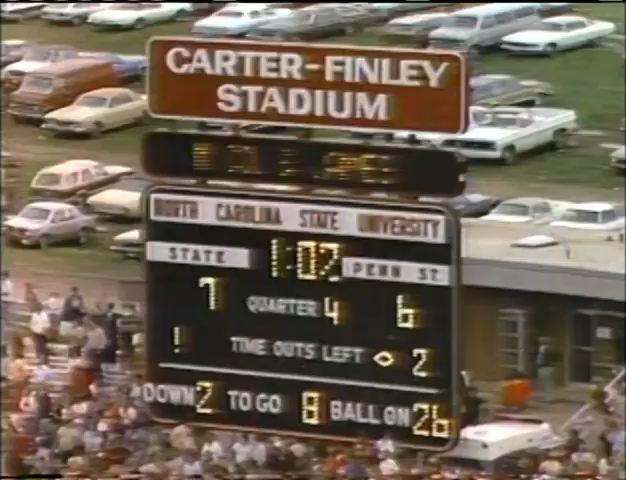 CARTER-FINLEY
STADIUM
NORTH CAROLINA STATE UNIVERSITY
STATE 1:02 PENN ST.
7 QUARTER 4 6
1 TIME OUTS LEFT 2
DOWN 2 TO GO 8 BALL ON 26